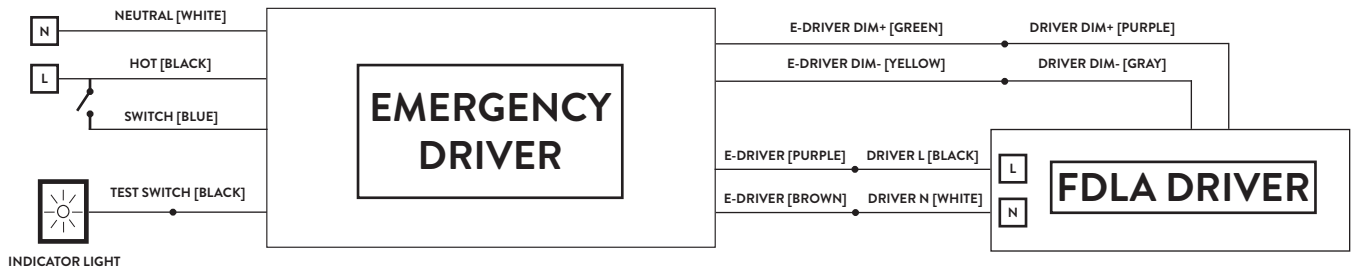 NEUTRAL [WHITE]
N
HOT [BLACK]
L
SWITCH [BLUE]
TEST SWITCH [BLACK]
INDICATOR LIGHT
EMERGENCY
DRIVER
E-DRIVER DIM+ [GREEN]
DRIVER DIM+ [PURPLE]
E-DRIVER DIM- [YELLOW]
DRIVER DIM- [GRAY]
E-DRIVER [PURPLE]
DRIVER L [BLACK]
E-DRIVER [BROWN]
DRIVER N [WHITE]
L
N
FDLA DRIVER